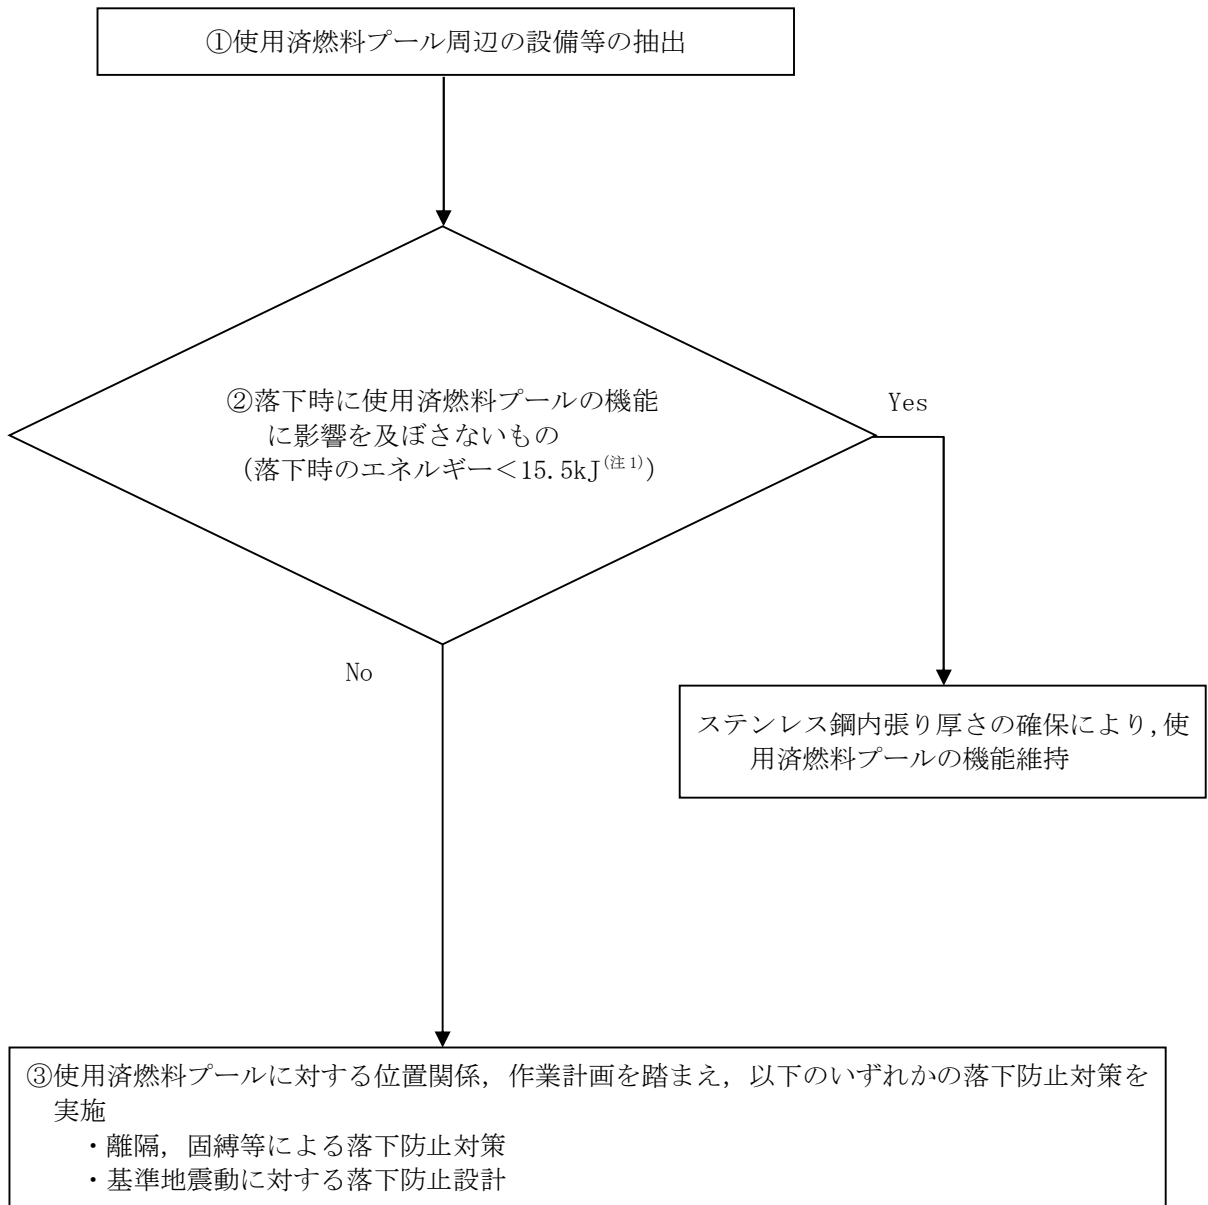 ①使用済燃料プール周辺の設備等の抽出
②落下時に使用済燃料プールの機能
に影響を及ぼさないもの
(落下時のエネルギー<15.5kJ(注1))
Yes
No
ステンレス鋼内張り厚さの確保により,使
用済燃料プールの機能維持
③使用済燃料プールに対する位置関係，作業計画を踏まえ，以下のいずれかの落下防止対策を
実施
・離隔，固縛等による落下防止対策
・基準地震動に対する落下防止設計